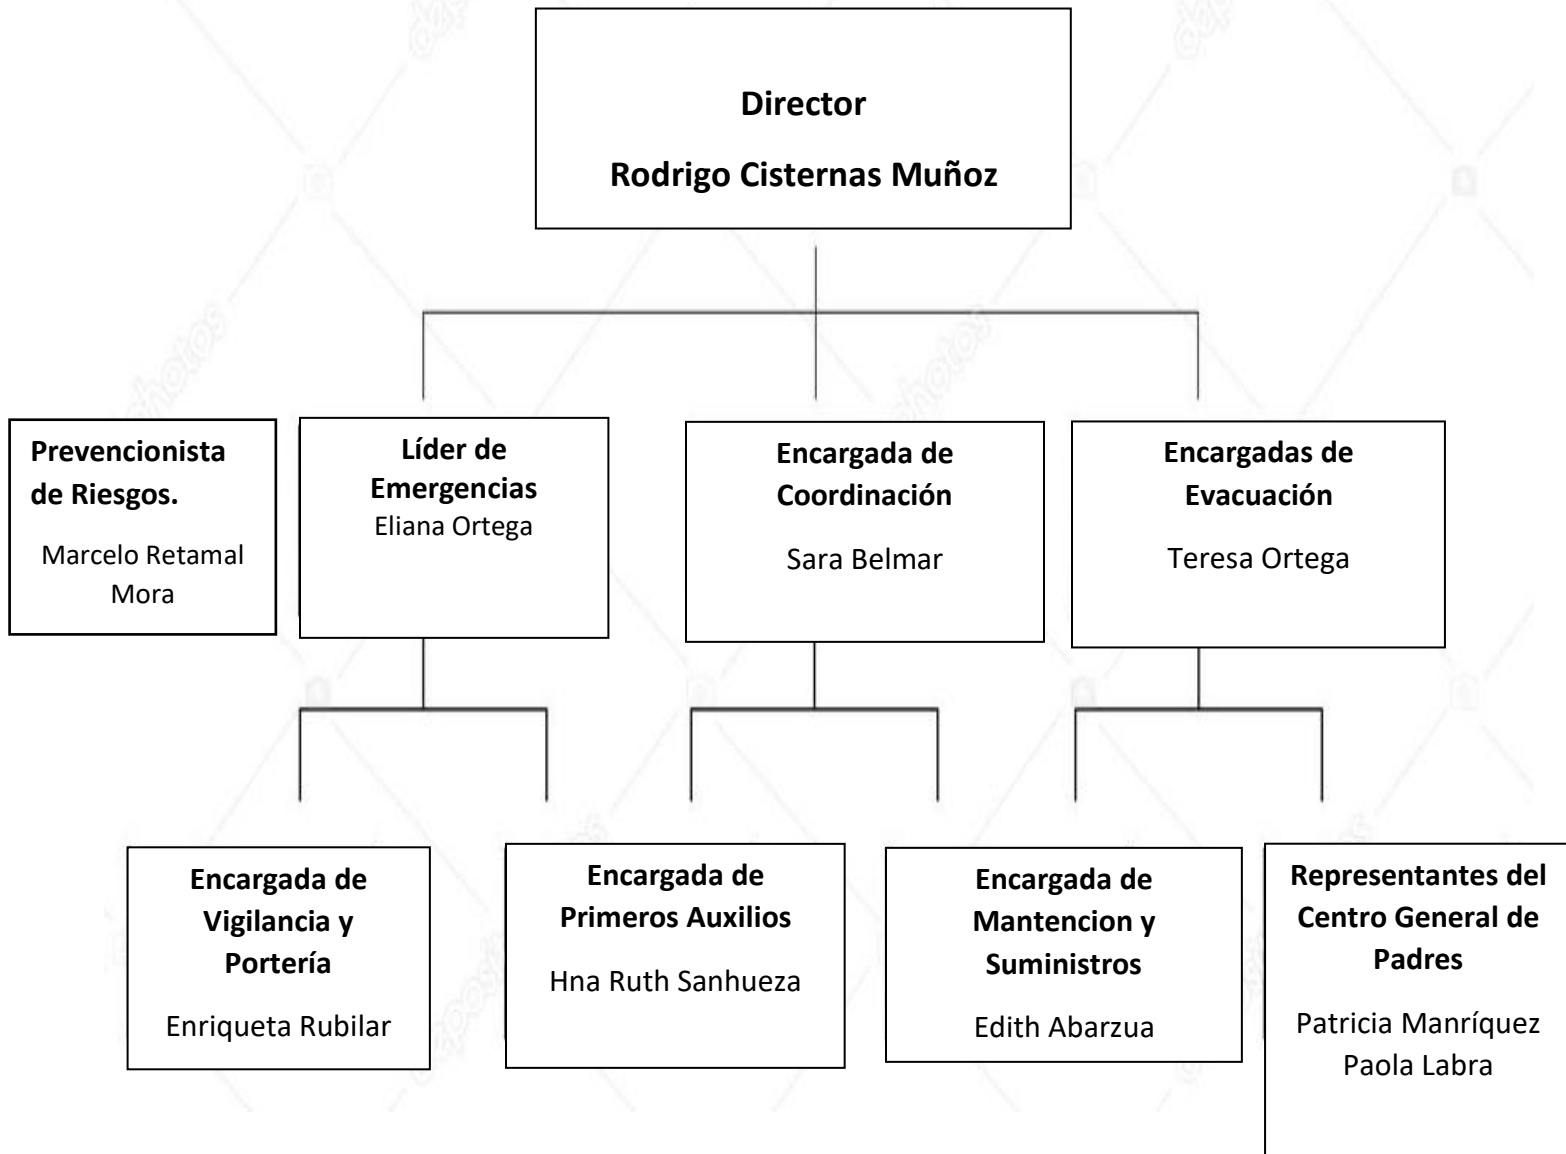 Director
Rodrigo Cisternas Muñoz
Prevencionista
de Riesgos.
Marcelo Retamal
Mora
Líder de
Emergencias
Eliana Ortega
Encargada de
Coordinación
Sara Belmar
Encargadas de
Evacuación
Teresa Ortega
Encargada de
Vigilancia y
Portería
Enriqueta Rubilar
Encargada de
Primeros Auxilios
Hna Ruth Sanhueza
Encargada de
Mantencion y
Suministros
Edith Abarzua
Representantes del
Centro General de
Padres
Patricia Manríquez
Paola Labra